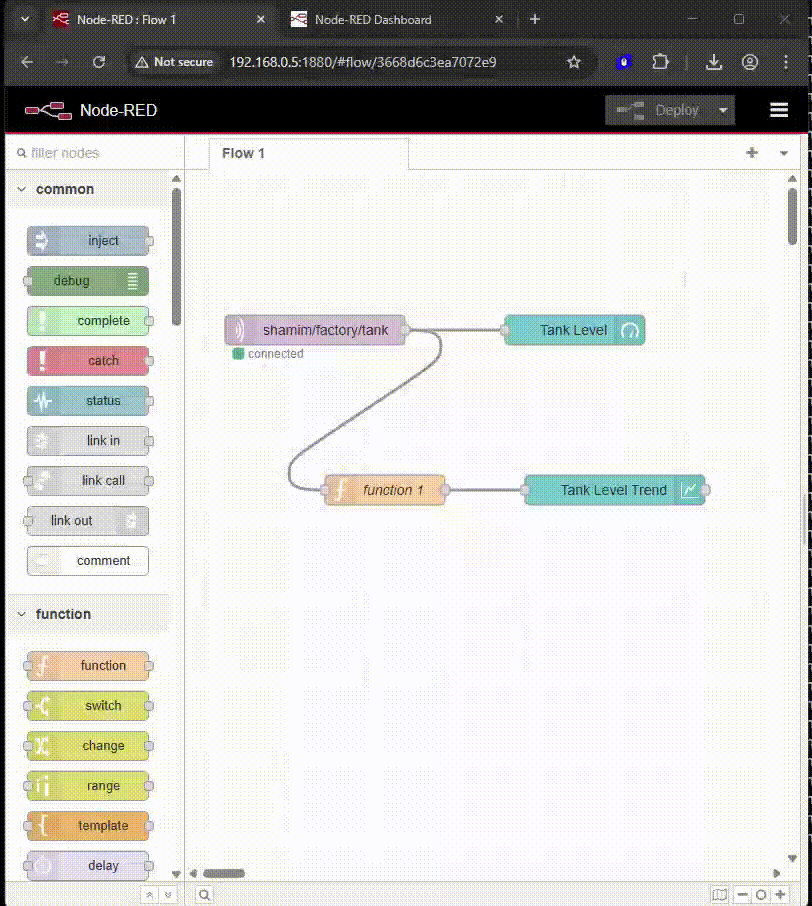 Node-RED : Flow 1
Node-RED Dashboard
Not secure
192.168.0.5:1880/#flow/3668d6c3ea7072e9
Node-RED
Deploy
filter nodes
Flow 1
common
inject
debug
complete
catch
status
link in
link call
link out
comment
function
function
switch
change
range
template
delay
shamim/factory/tank
connected
Tank Level
function 1
Tank Level Trend